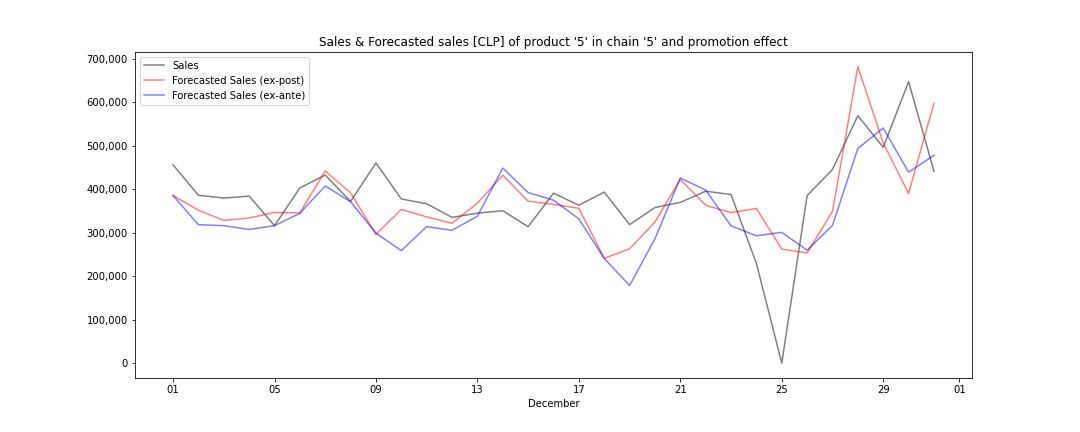 Sales & Forecasted sales [CLP] of product '5' in chain '5' and promotion effect
Sales
Forecasted Sales (ex-post)
Forecasted Sales (ex-ante)
700,000
600,000
500,000
400,000
300,000
200,000
100,000
0
01 05 09 13 17 21 25 29 01
December